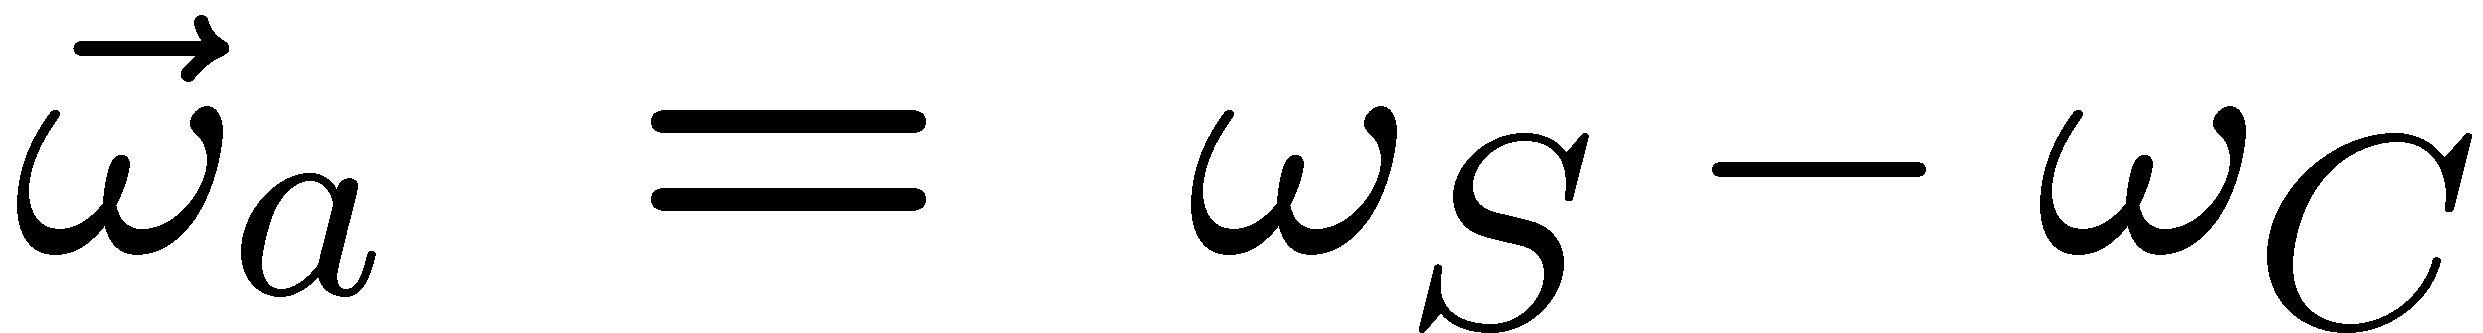 $\vec{\omega}_a = \omega_S - \omega_C$